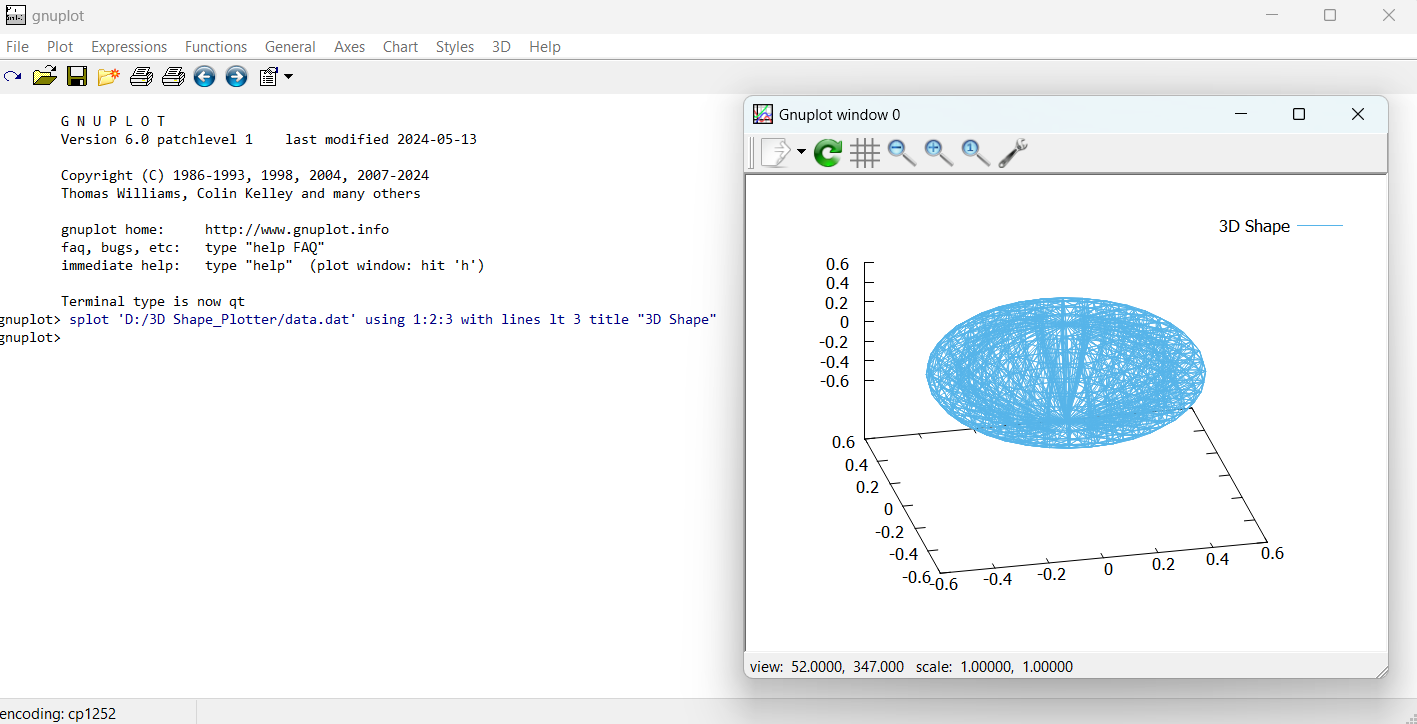 gnuplot
File Plot Expressions Functions General Axes Chart Styles 3D Help
G N U P L O T
Version 6.0 patchlevel 1    last modified 2024-05-13
Copyright (C) 1986-1993, 1998, 2004, 2007-2024
Thomas Williams, Colin Kelley and many others
gnuplot home:     http://www.gnuplot.info
faq, bugs, etc:   type "help FAQ"
immediate help:   type "help"  (plot window: hit 'h')
Terminal type is now qt
gnuplot> splot 'D:/3D Shape_Plotter/data.dat' using 1:2:3 with lines lt 3 title "3D Shape"
gnuplot>
Gnuplot window 0
3D Shape
0.6
0.4
0.2
0
-0.2
-0.4
-0.6
0.6
0.4
0.2
0
-0.2
-0.4
-0.6
-0.6 -0.4 -0.2 0 0.2 0.4 0.6
view: 52.0000, 347.000 scale: 1.00000, 1.00000
encoding: cp1252